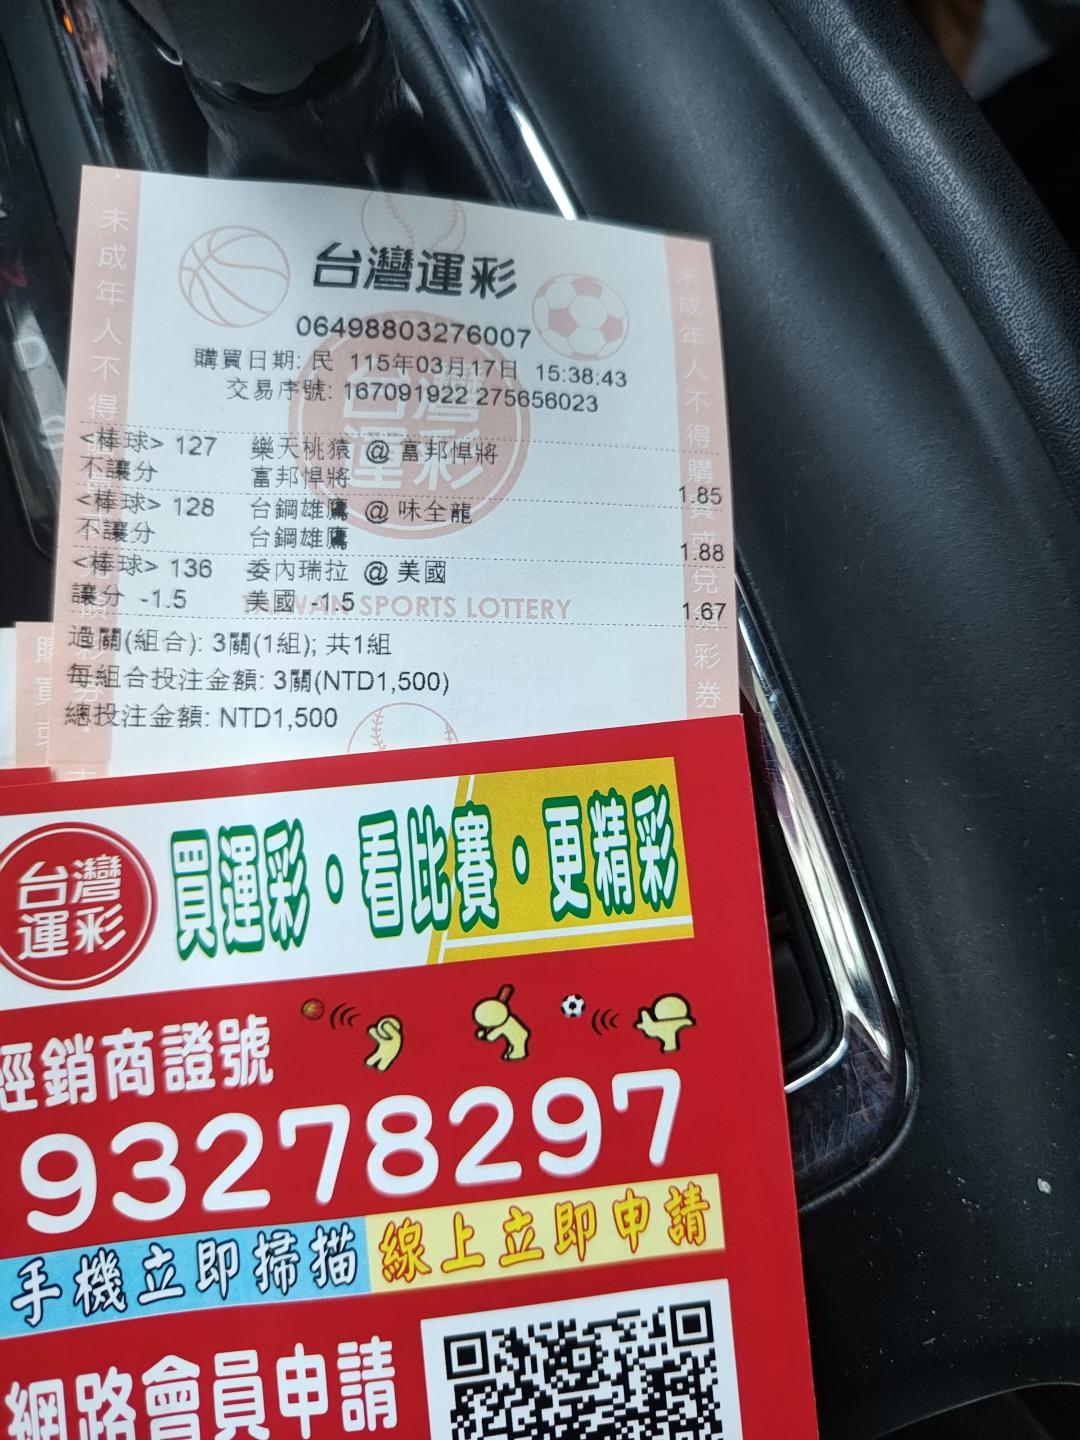 未成年人不得
未成年人不得購買或兌領彩券
台灣運彩
06498803276007
購買日期: 民 115年03月17日 15:38:43
交易序號: 167091922 275656023
<棒球> 127 樂天桃猿 @ 富邦悍將
不讓分 富邦悍將 1.85
<棒球> 128 台鋼雄鷹 @ 味全龍
不讓分 台鋼雄鷹 1.88
<棒球> 136 委內瑞拉 @ 美國
讓分 -1.5 美國 -1.5 1.67
TAIWAN SPORTS LOTTERY
過關(組合): 3關(1組); 共1組
每組合投注金額: 3關(NTD1,500)
總投注金額: NTD1,500
台灣運彩
買運彩・看比賽・更精彩
經銷商證號
93278297
手機立即掃描 線上立即申請
網路會員申請